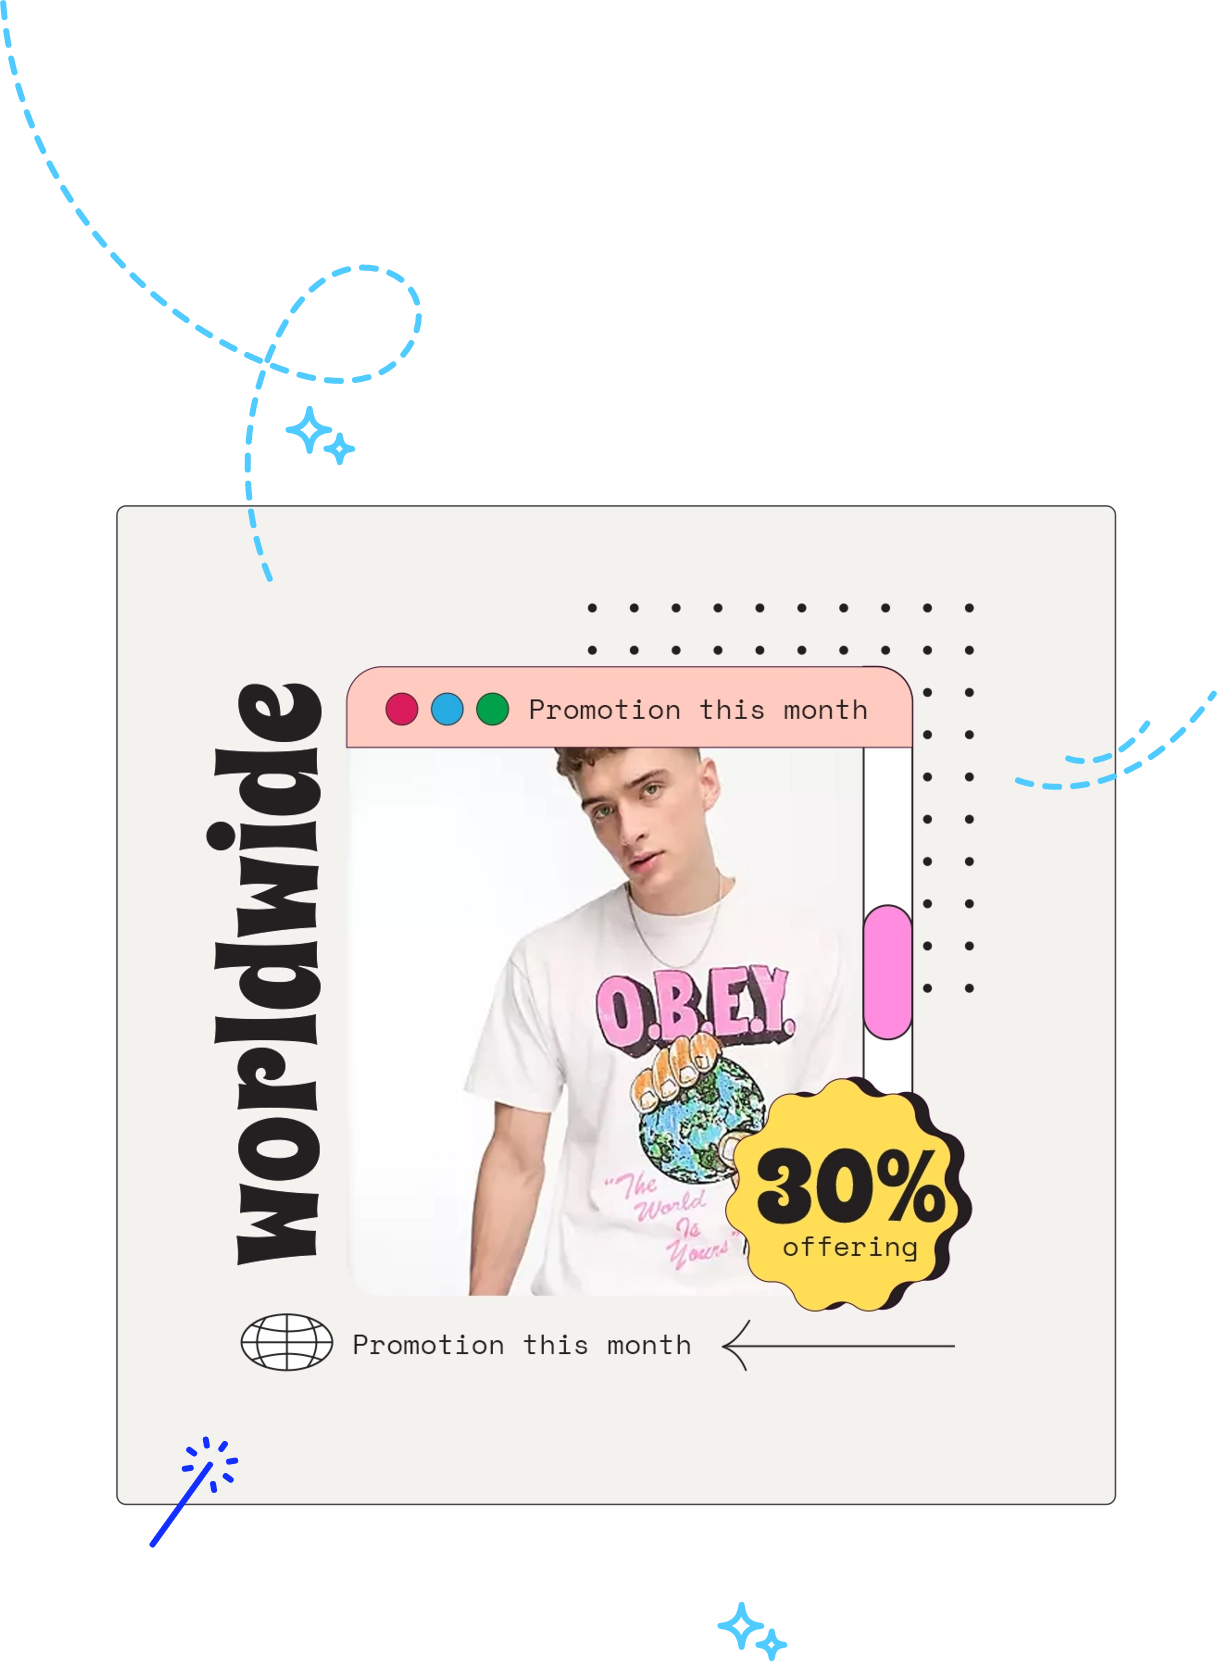 Worldwide
Promotion this month
O.B.E.Y.
"The
World
Is
Yours"
30%
offering
Promotion this month